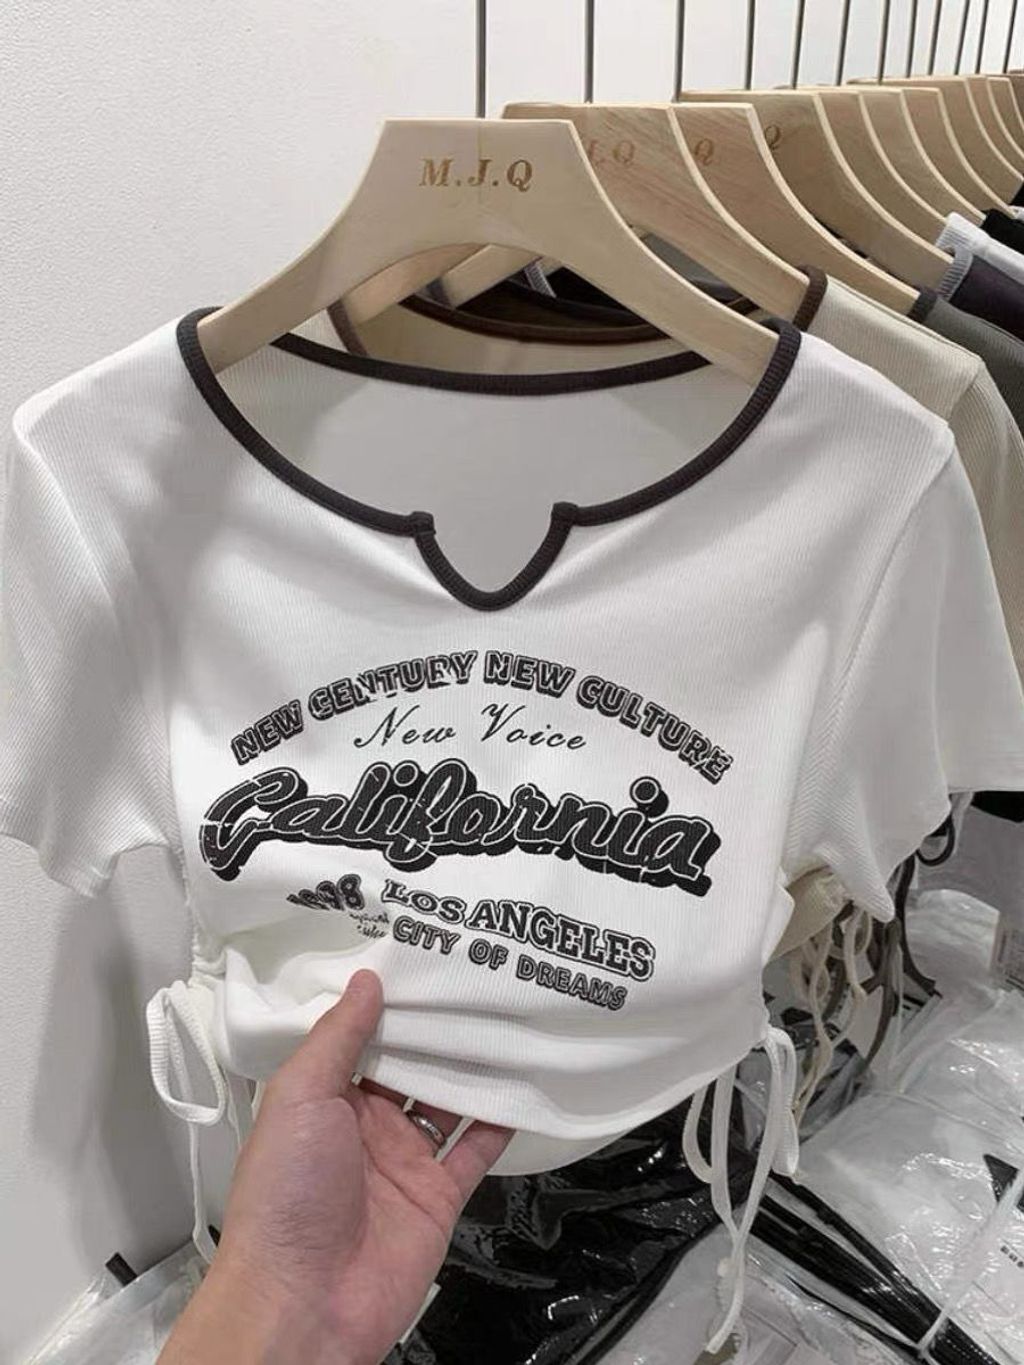 M.J.Q
Q
Q
Q
NEW CENTURY NEW CULTURE
New Voice
California
LOS ANGELES
CITY OF DREAMS